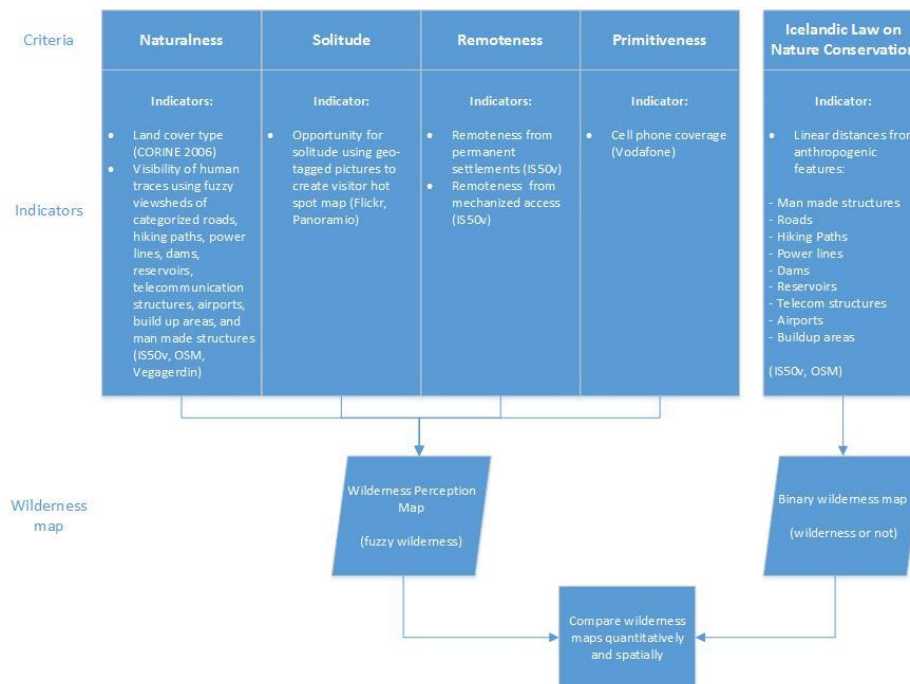 Criteria
Naturalness
Solitude
Remoteness
Primitiveness
Icelandic Law on
Nature Conservation
Indicators
Indicators:
• Land cover type
(CORINE 2006)
• Visibility of human
traces using fuzzy
viewsheds of
categorized roads,
hiking paths, power
lines, dams,
reservoirs,
telecommunication
structures, airports,
build up areas, and
man made structures
(IS50v, OSM,
Vegagerdin)
Indicator:
• Opportunity for
solitude using geo-
tagged pictures to
create visitor hot
spot map (Flickr,
Panoramio)
Indicators:
• Remoteness from
permanent
settlements (IS50v)
• Remoteness from
mechanized access
(IS50v)
Indicator:
• Cell phone coverage
(Vodafone)
Indicator:
• Linear distances from
anthropogenic
features:
- Man made structures
- Roads
- Hiking Paths
- Power lines
- Dams
- Reservoirs
- Telecom structures
- Airports
- Buildup areas
(IS50v, OSM)
Wilderness
map
Wilderness Perception
Map
(fuzzy wilderness)
Binary wilderness map
(wilderness or not)
Compare wilderness
maps quantitatively
and spatially